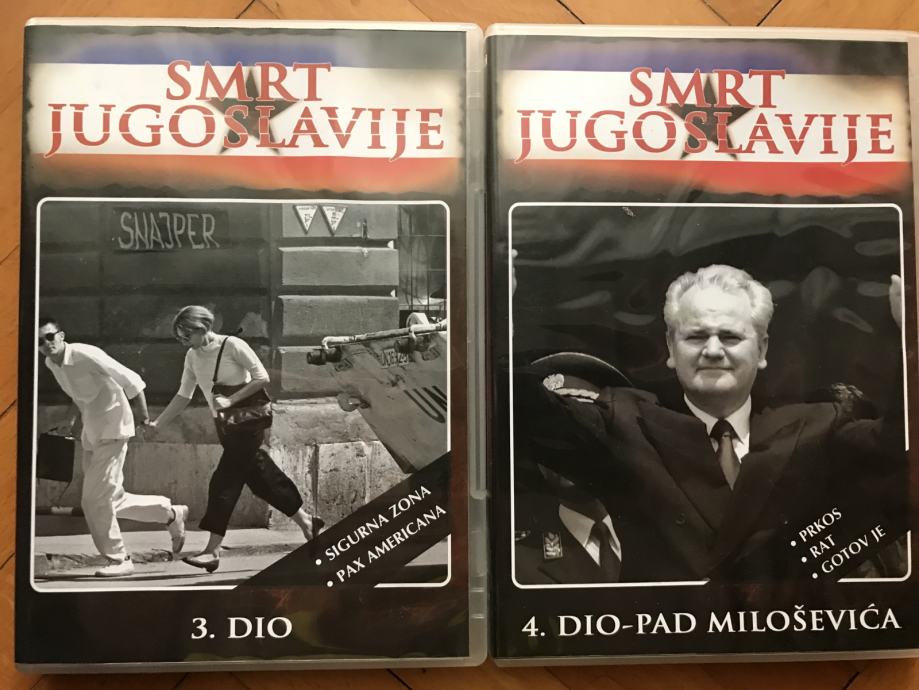 SMRT
JUGOSLAVIJE
SNAJPER
UN
• SIGURNA ZONA
• PAX AMERICANA
3. DIO
SMRT
JUGOSLAVIJE
• PRKOS
• RAT
• GOTOV JE
4. DIO-PAD MILOŠEVIĆA